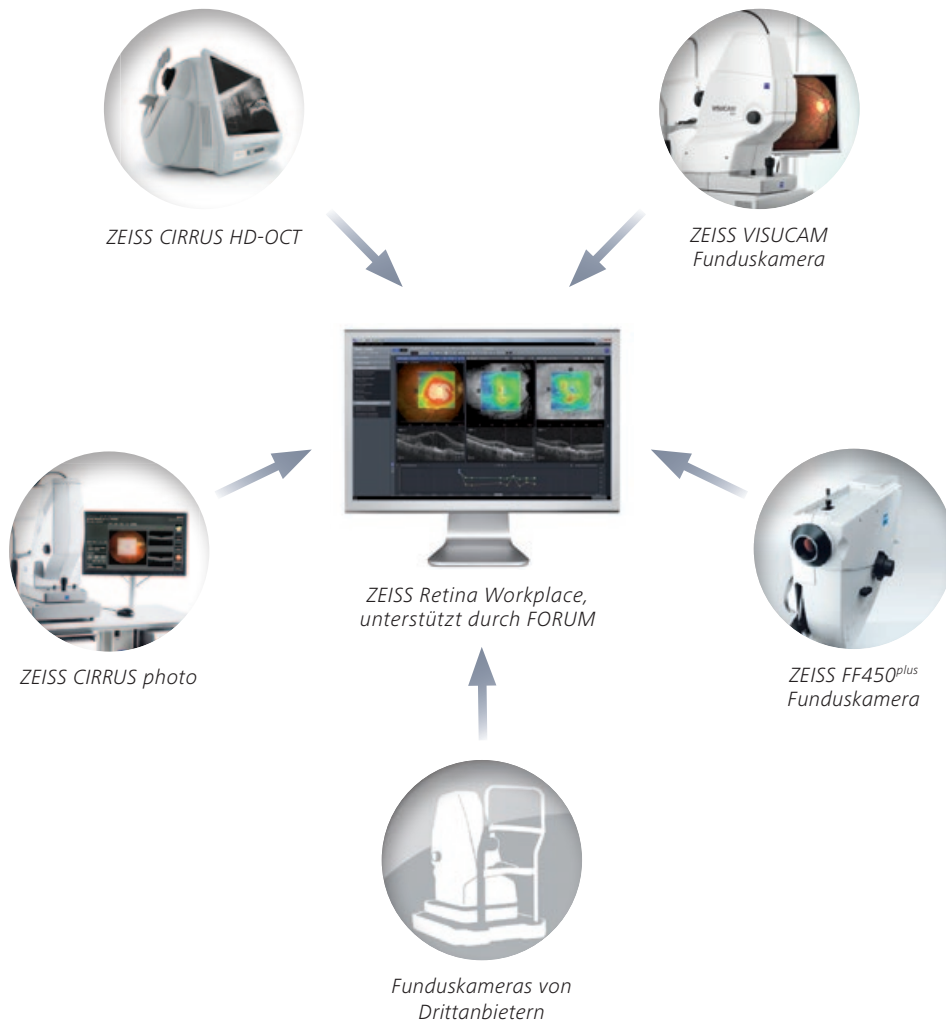 VISUCAM
ZEISS CIRRUS HD-OCT
ZEISS VISUCAM
Funduskamera
ZEISS Retina Workplace,
unterstützt durch FORUM
ZEISS CIRRUS photo
ZEISS FF450plus
Funduskamera
Funduskameras von
Drittanbietern